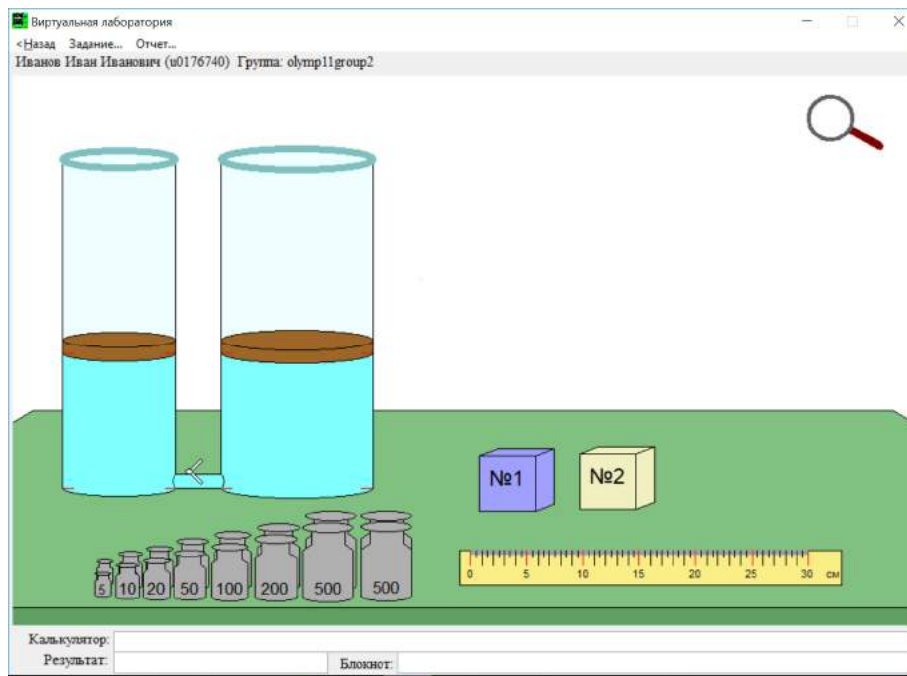 Виртуальная лаборатория
<Назад Задание... Отчет...
Иванов Иван Иванович (u0176740) Группа: olymp11group2
№1 №2
5 10 20 50 100 200 500 500
0 5 10 15 20 25 30 см
Калькулятор:
Результат: Блокнот: